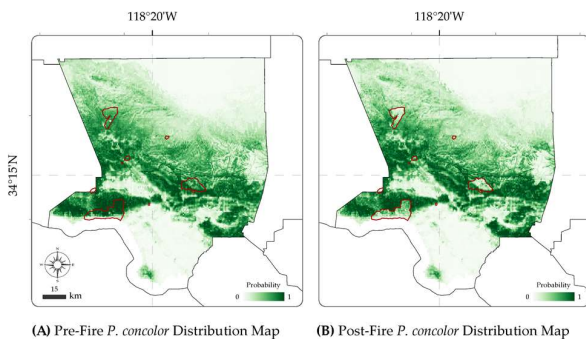 118°20'W
118°20'W
34°15'N
N
W
E
S
15
km
Probability
0
1
Probability
0
1
(A) Pre-Fire P. concolor Distribution Map
(B) Post-Fire P. concolor Distribution Map